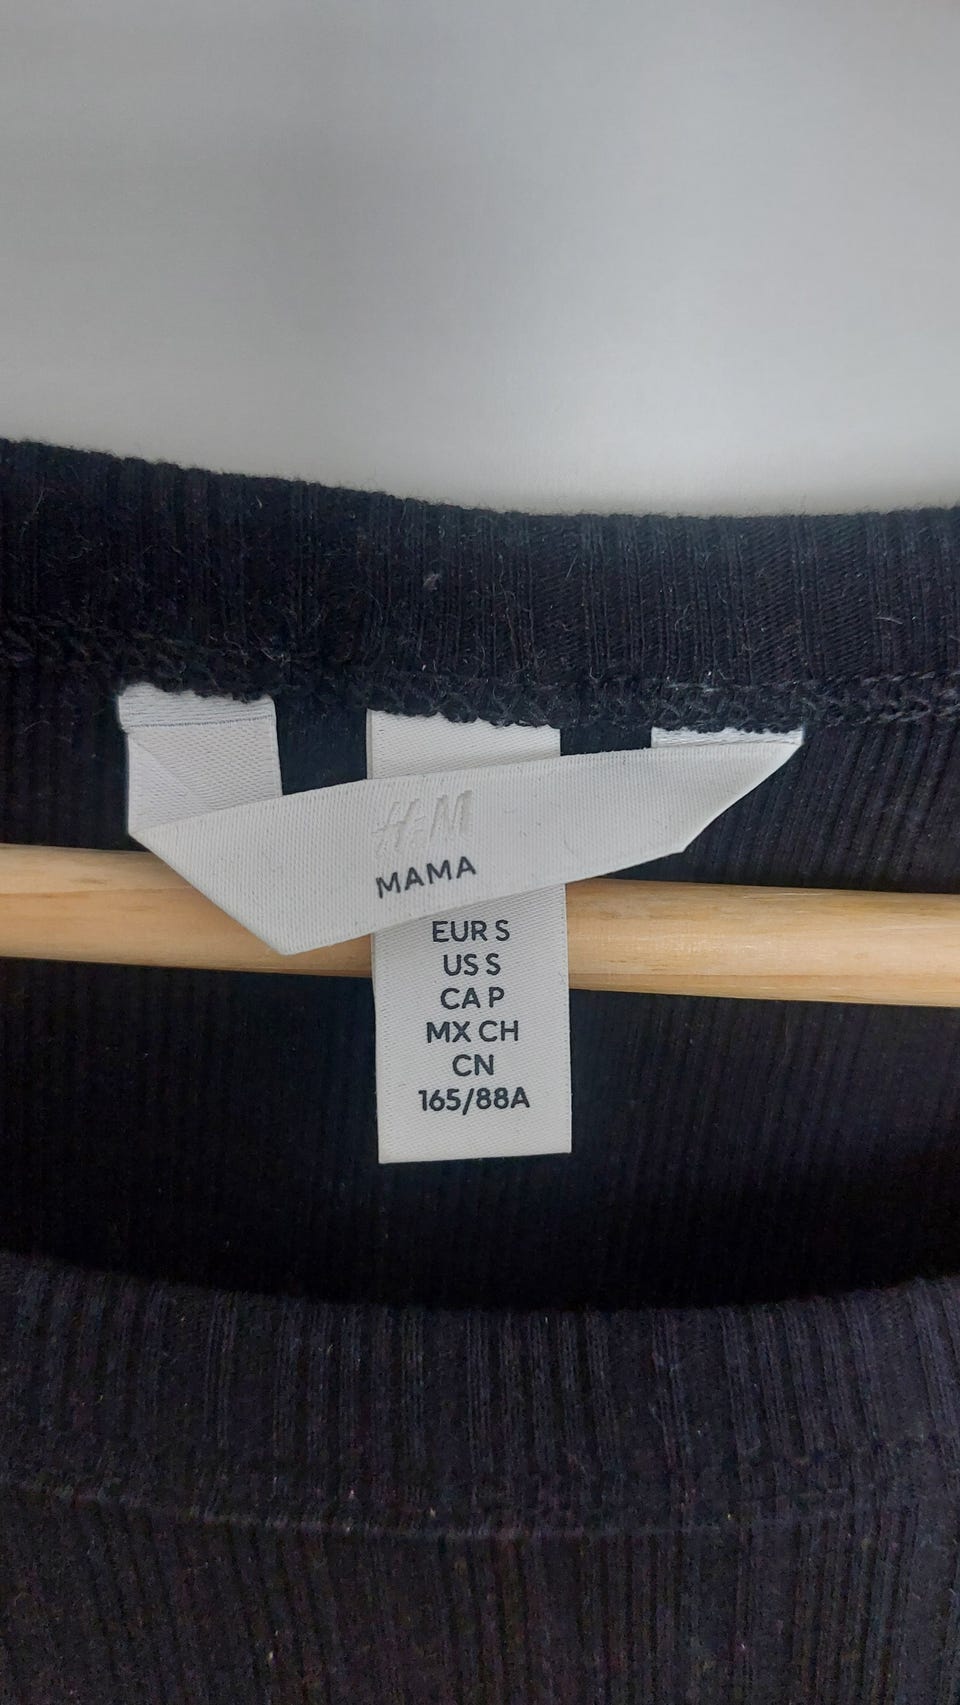 H&M
MAMA
EUR S
US S
CA P
MX CH
CN
165/88A